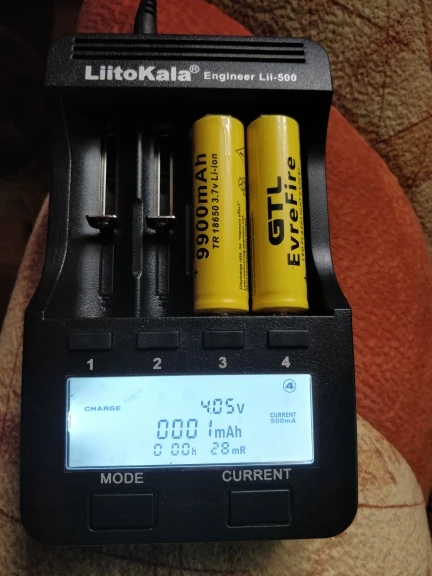 LiitoKala® Engineer Lii-500
9900mAh
TR 18650 3.7v Li-ion
GTL
EvreFire
1 2 3 4
4
CHARGE 4.05v
CURRENT
500mA
0001mAh
0 00h 28mR
MODE CURRENT